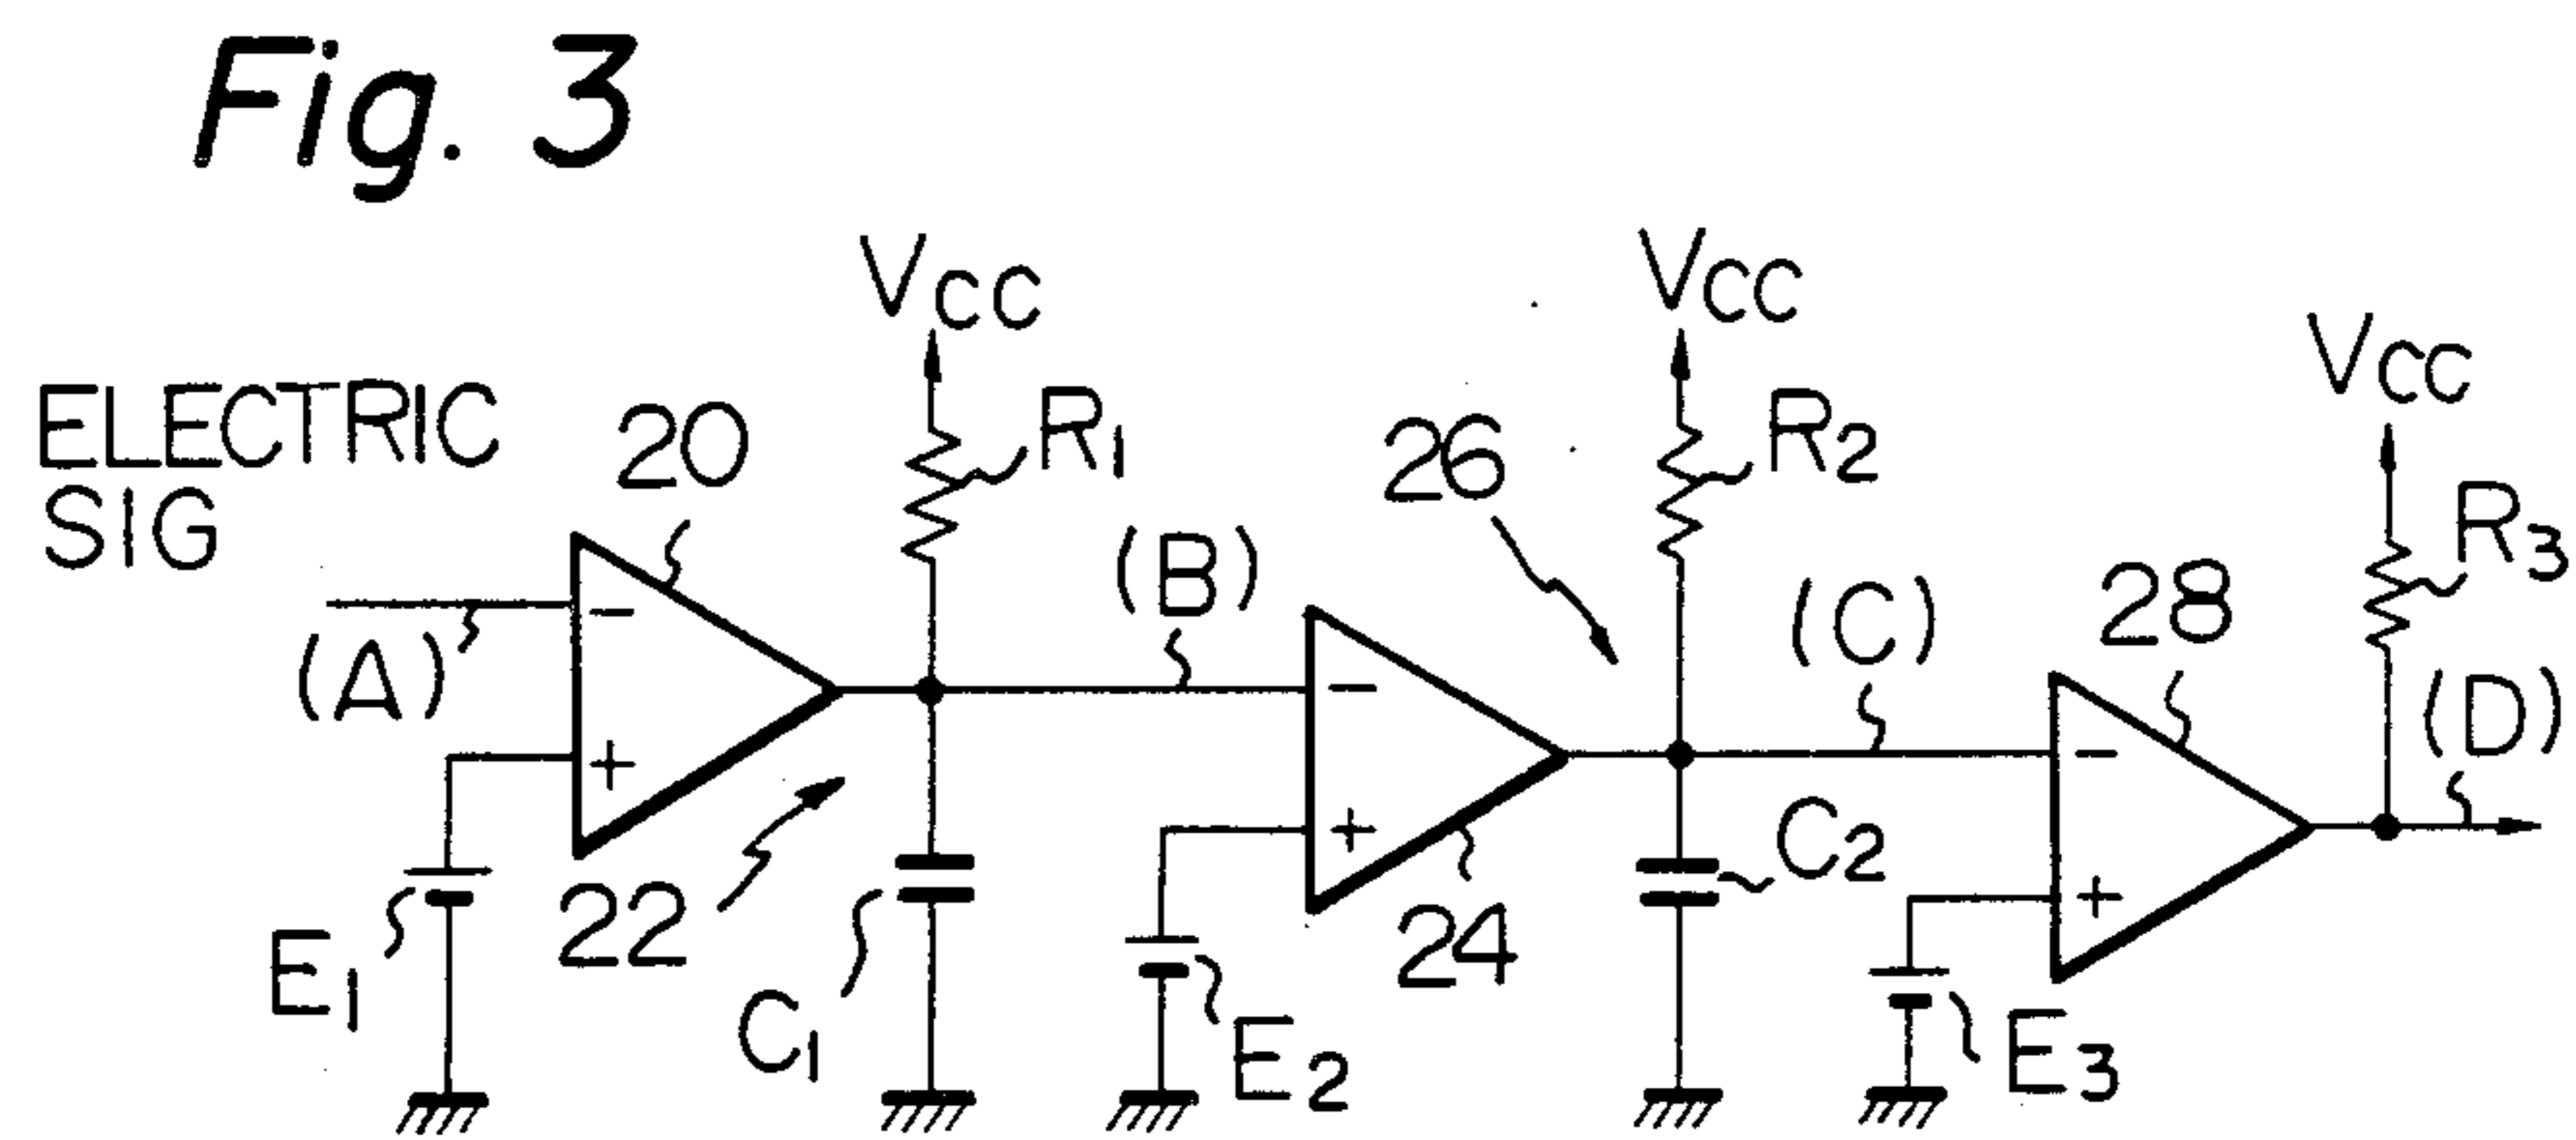 Fig. 3
VCC
VCC
VCC
ELECTRIC
SIG
20
R1
26
R2
R3
(A)
(B)
(C)
28
(D)
-
+
-
+
-
+
22
24
C2
E1
C1
E2
E3